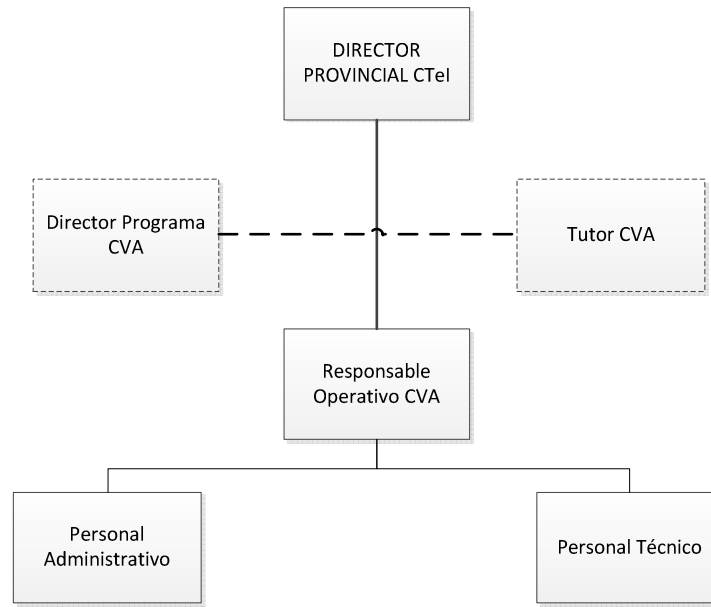 DIRECTOR
PROVINCIAL CTeI
Director Programa
CVA
Tutor CVA
Responsable
Operativo CVA
Personal
Administrativo
Personal Técnico